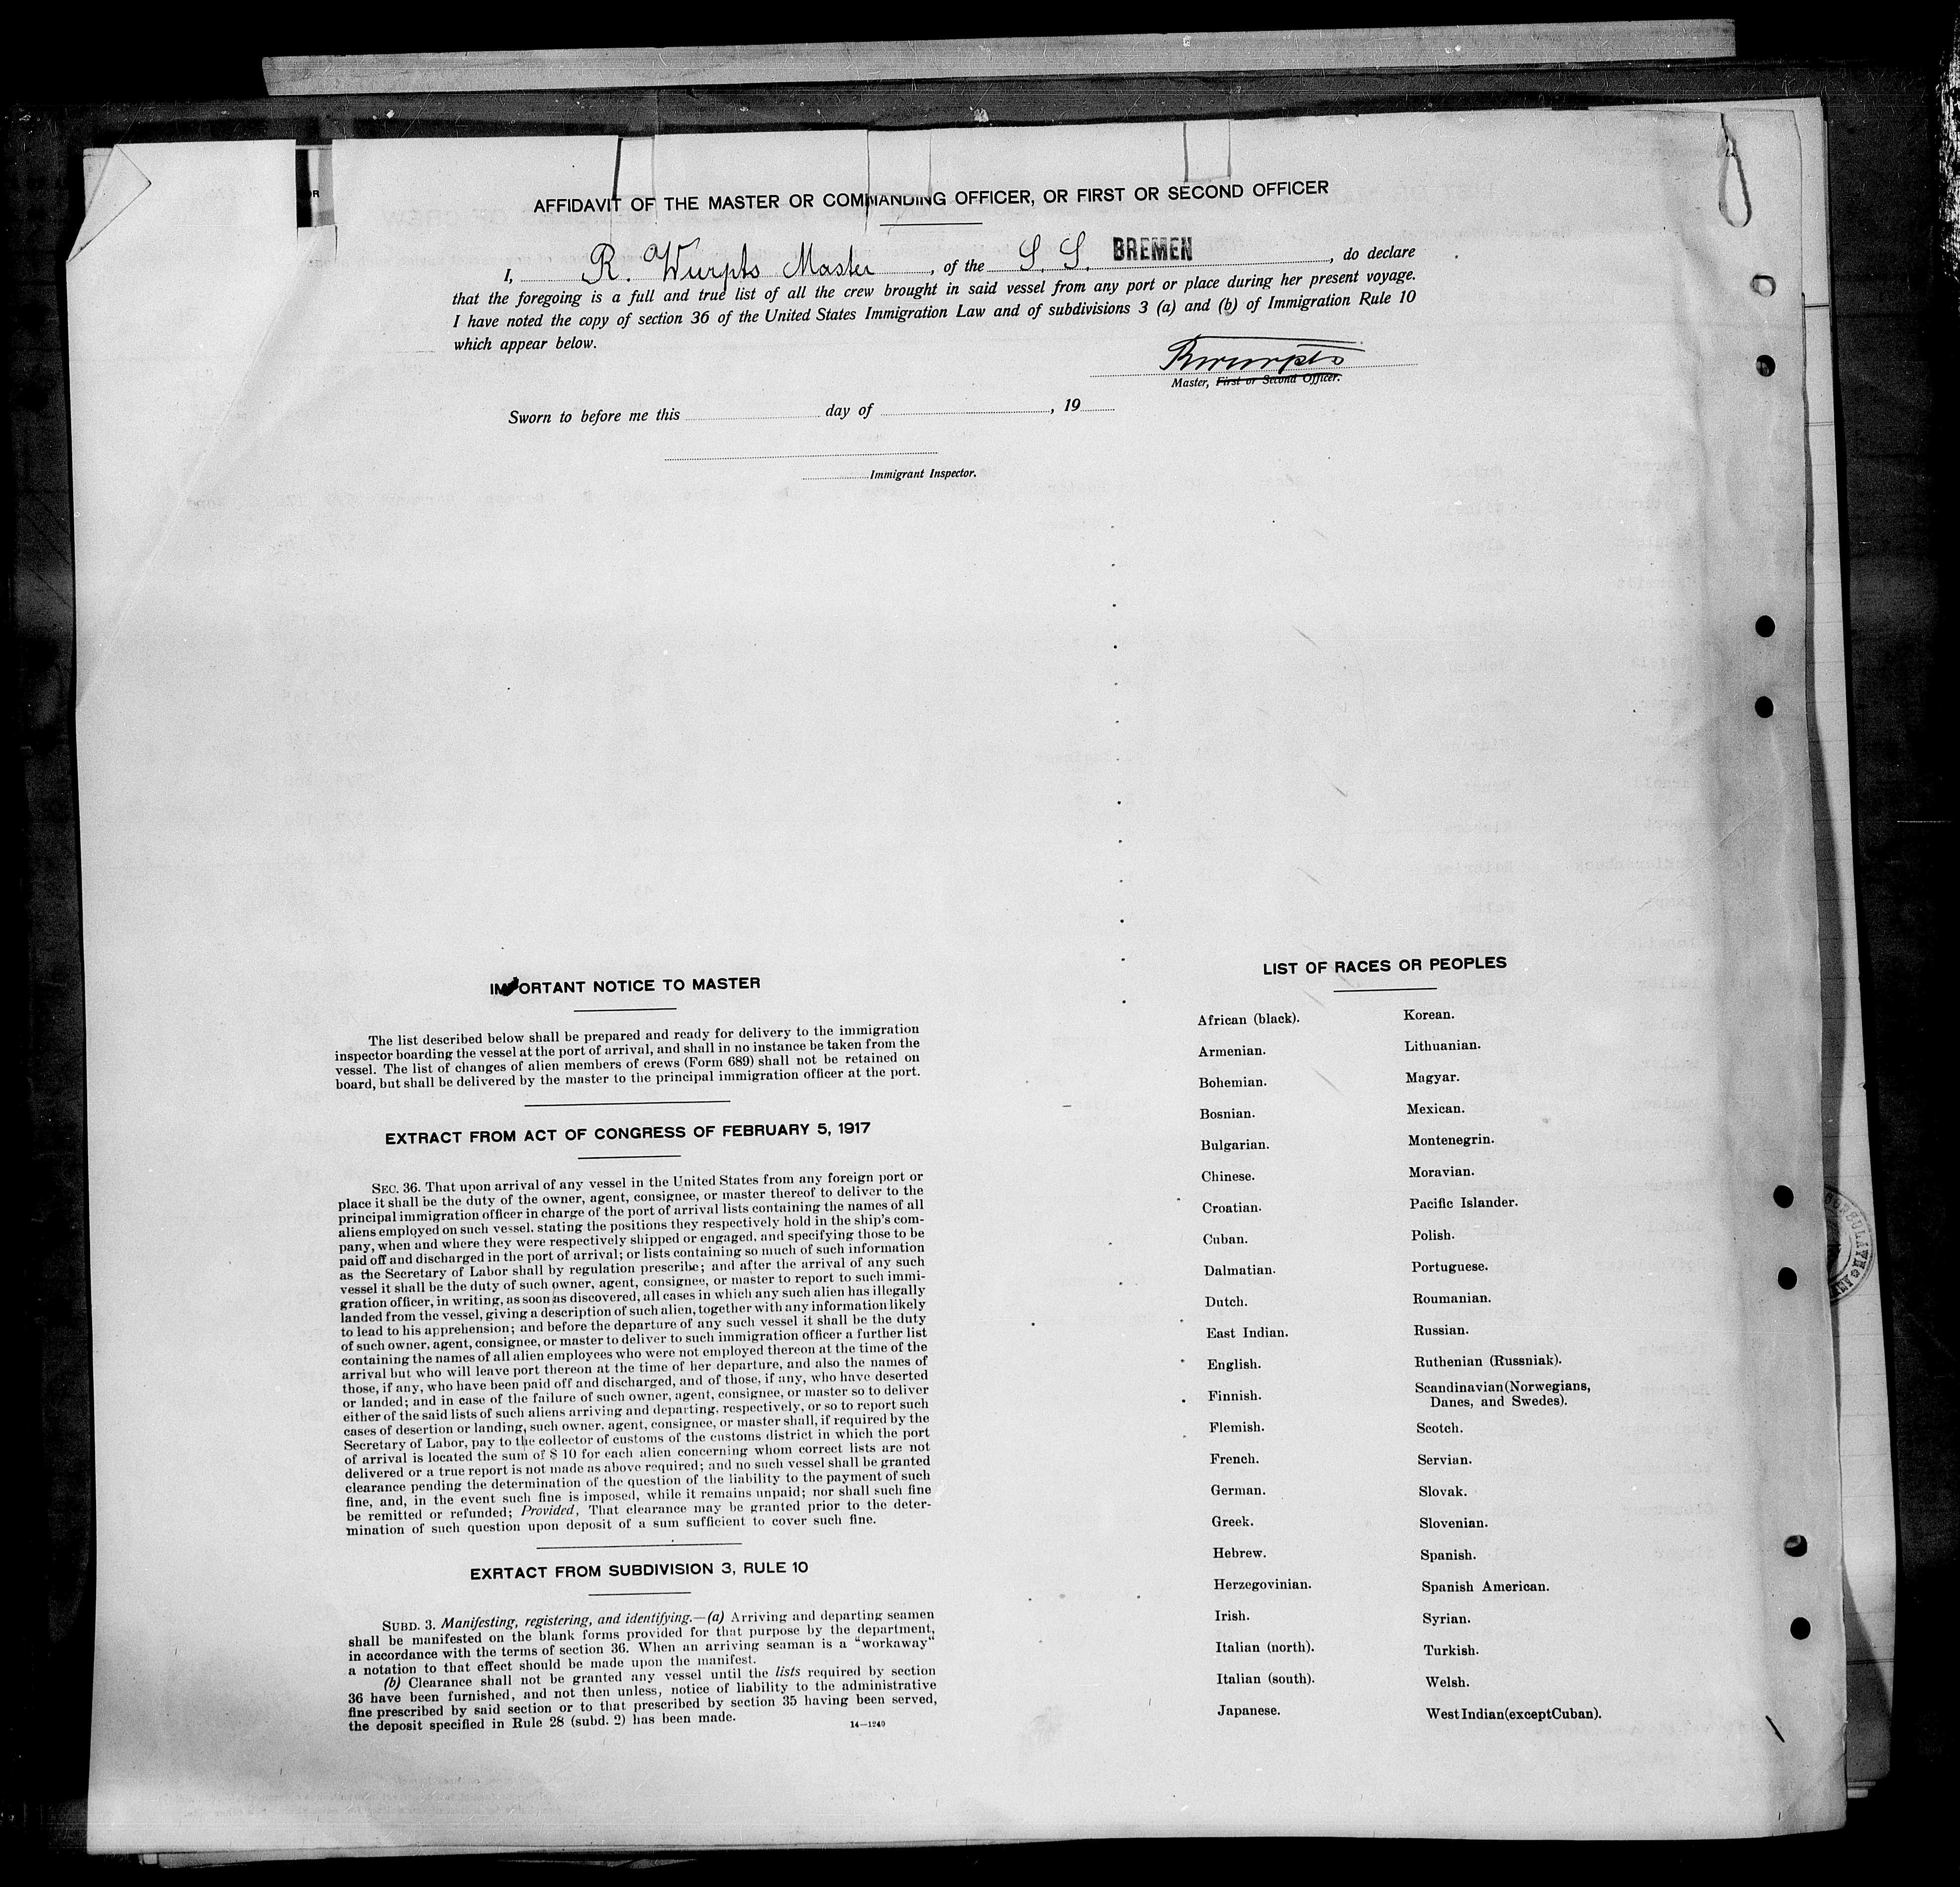 OR
AFFIDAVIT OF THE MASTER OR COMMANDING OFFICER, OR FIRST OR SECOND OFFICER
I, R. Wurpts Master, of the S. S. BREMEN, do declare
that the foregoing is a full and true list of all the crew brought in said vessel from any port or place during her present voyage.
I have noted the copy of section 36 of the United States Immigration Law and of subdivisions 3 (a) and (b) of Immigration Rule 10
which appear below.
RWurpts
Master, First or Second Officer.
Sworn to before me this day of , 19
Immigrant Inspector.
IMPORTANT NOTICE TO MASTER
The list described below shall be prepared and ready for delivery to the immigration
inspector boarding the vessel at the port of arrival, and shall in no instance be taken from the
vessel. The list of changes of alien members of crews (Form 689) shall not be retained on
board, but shall be delivered by the master to the principal immigration officer at the port.
EXTRACT FROM ACT OF CONGRESS OF FEBRUARY 5, 1917
SEC. 36. That upon arrival of any vessel in the United States from any foreign port or
place it shall be the duty of the owner, agent, consignee, or master thereof to deliver to the
principal immigration officer in charge of the port of arrival lists containing the names of all
aliens employed on such vessel, stating the positions they respectively hold in the ship's com-
pany, when and where they were respectively shipped or engaged, and specifying those to be
paid off and discharged in the port of arrival; or lists containing so much of such information
as the Secretary of Labor shall by regulation prescribe; and after the arrival of any such
vessel it shall be the duty of such owner, agent, consignee, or master to report to such immi-
gration officer, in writing, as soon as discovered, all cases in which any such alien has illegally
landed from the vessel, giving a description of such alien, together with any information likely
to lead to his apprehension; and before the departure of any such vessel it shall be the duty
of such owner, agent, consignee, or master to deliver to such immigration officer a further list
containing the names of all alien employees who were not employed thereon at the time of the
arrival but who will leave port thereon at the time of her departure, and also the names of
those, if any, who have been paid off and discharged, and of those, if any, who have deserted
or landed; and in case of the failure of such owner, agent, consignee, or master so to deliver
either of the said lists of such aliens arriving and departing, respectively, or so to report such
cases of desertion or landing, such owner, agent, consignee, or master shall, if required by the
Secretary of Labor, pay to the collector of customs of the customs district in which the port
of arrival is located the sum of $ 10 for each alien concerning whom correct lists are not
delivered or a true report is not made as above required; and no such vessel shall be granted
clearance pending the determination of the question of the liability to the payment of such
fine, and, in the event such fine is imposed, while it remains unpaid; nor shall such fine
be remitted or refunded; Provided, That clearance may be granted prior to the deter-
mination of such question upon deposit of a sum sufficient to cover such fine.
EXRTACT FROM SUBDIVISION 3, RULE 10
SUBD. 3. Manifesting, registering, and identifying.—(a) Arriving and departing seamen
shall be manifested on the blank forms provided for that purpose by the department,
in accordance with the terms of section 36. When an arriving seaman is a "workaway"
a notation to that effect should be made upon the manifest.
(b) Clearance shall not be granted any vessel until the lists required by section
36 have been furnished, and not then unless, notice of liability to the administrative
fine prescribed by said section or to that prescribed by section 35 having been served,
the deposit specified in Rule 28 (subd. 2) has been made.
14—1240
LIST OF RACES OR PEOPLES
African (black).
Armenian.
Bohemian.
Bosnian.
Bulgarian.
Chinese.
Croatian.
Cuban.
Dalmatian.
Dutch.
East Indian.
English.
Finnish.
Flemish.
French.
German.
Greek.
Hebrew.
Herzegovinian.
Irish.
Italian (north).
Italian (south).
Japanese.
Korean.
Lithuanian.
Magyar.
Mexican.
Montenegrin.
Moravian.
Pacific Islander.
Polish.
Portuguese.
Roumanian.
Russian.
Ruthenian (Russniak).
Scandinavian(Norwegians,
Danes, and Swedes).
Scotch.
Servian.
Slovak.
Slovenian.
Spanish.
Spanish American.
Syrian.
Turkish.
Welsh.
West Indian(except Cuban).